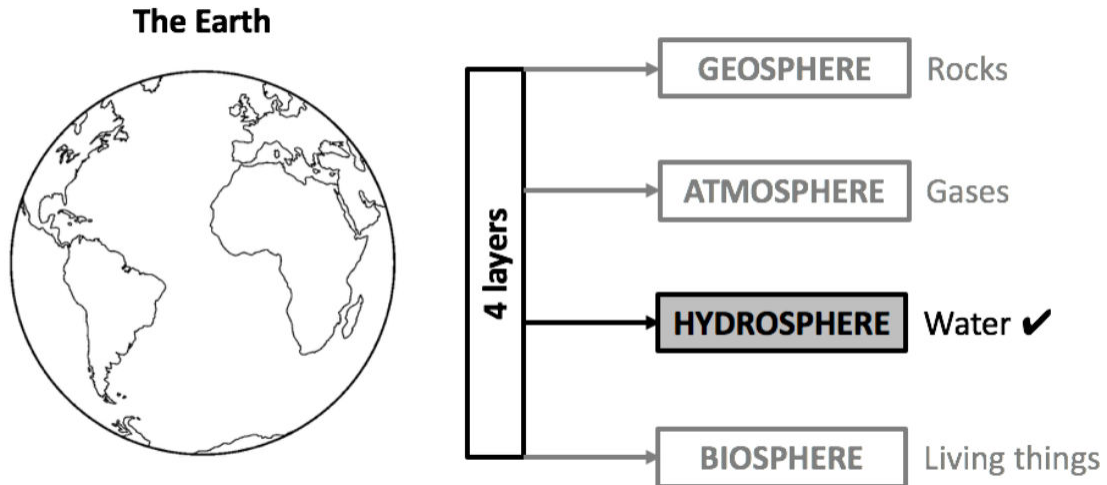 The Earth
4 layers
GEOSPHERE Rocks
ATMOSPHERE Gases
HYDROSPHERE Water ✔
BIOSPHERE Living things